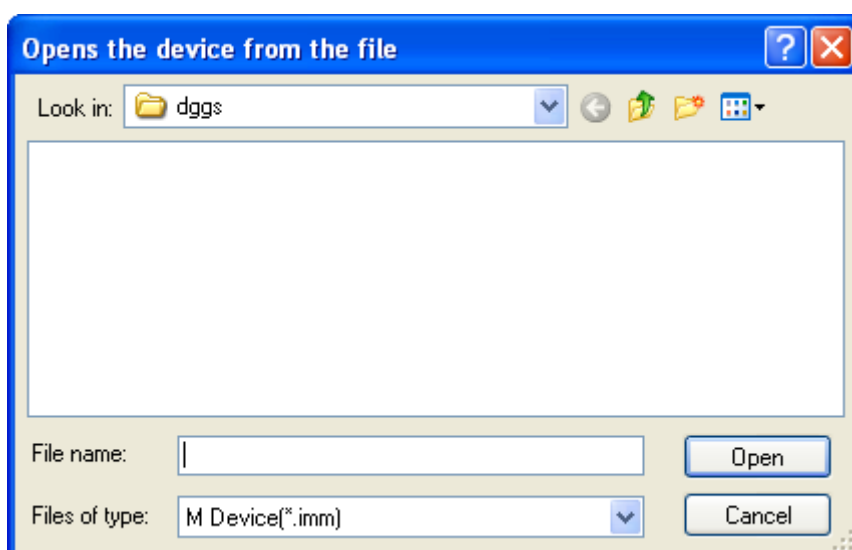 Opens the device from the file
Look in: dggs
File name: Open
Files of type: M Device(*.imm) Cancel